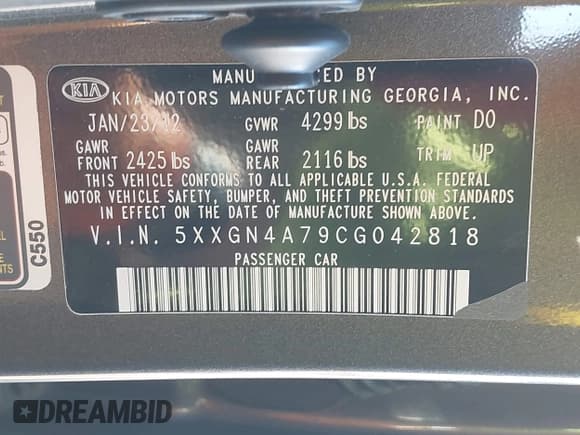 MANU CED BY
KIA KIA MOTORS MANUFACTURING GEORGIA, INC.
JAN/23/12 GVWR 4299 lbs PAINT DO
GAWR FRONT 2425 lbs GAWR REAR 2116 lbs TRIM UP
THIS VEHICLE CONFORMS TO ALL APPLICABLE U.S.A. FEDERAL
MOTOR VEHICLE SAFETY, BUMPER, AND THEFT PREVENTION STANDARDS
IN EFFECT ON THE DATE OF MANUFACTURE SHOWN ABOVE.
V.I.N. 5XXGN4A79CG042818
PASSENGER CAR
C550
DREAMBID